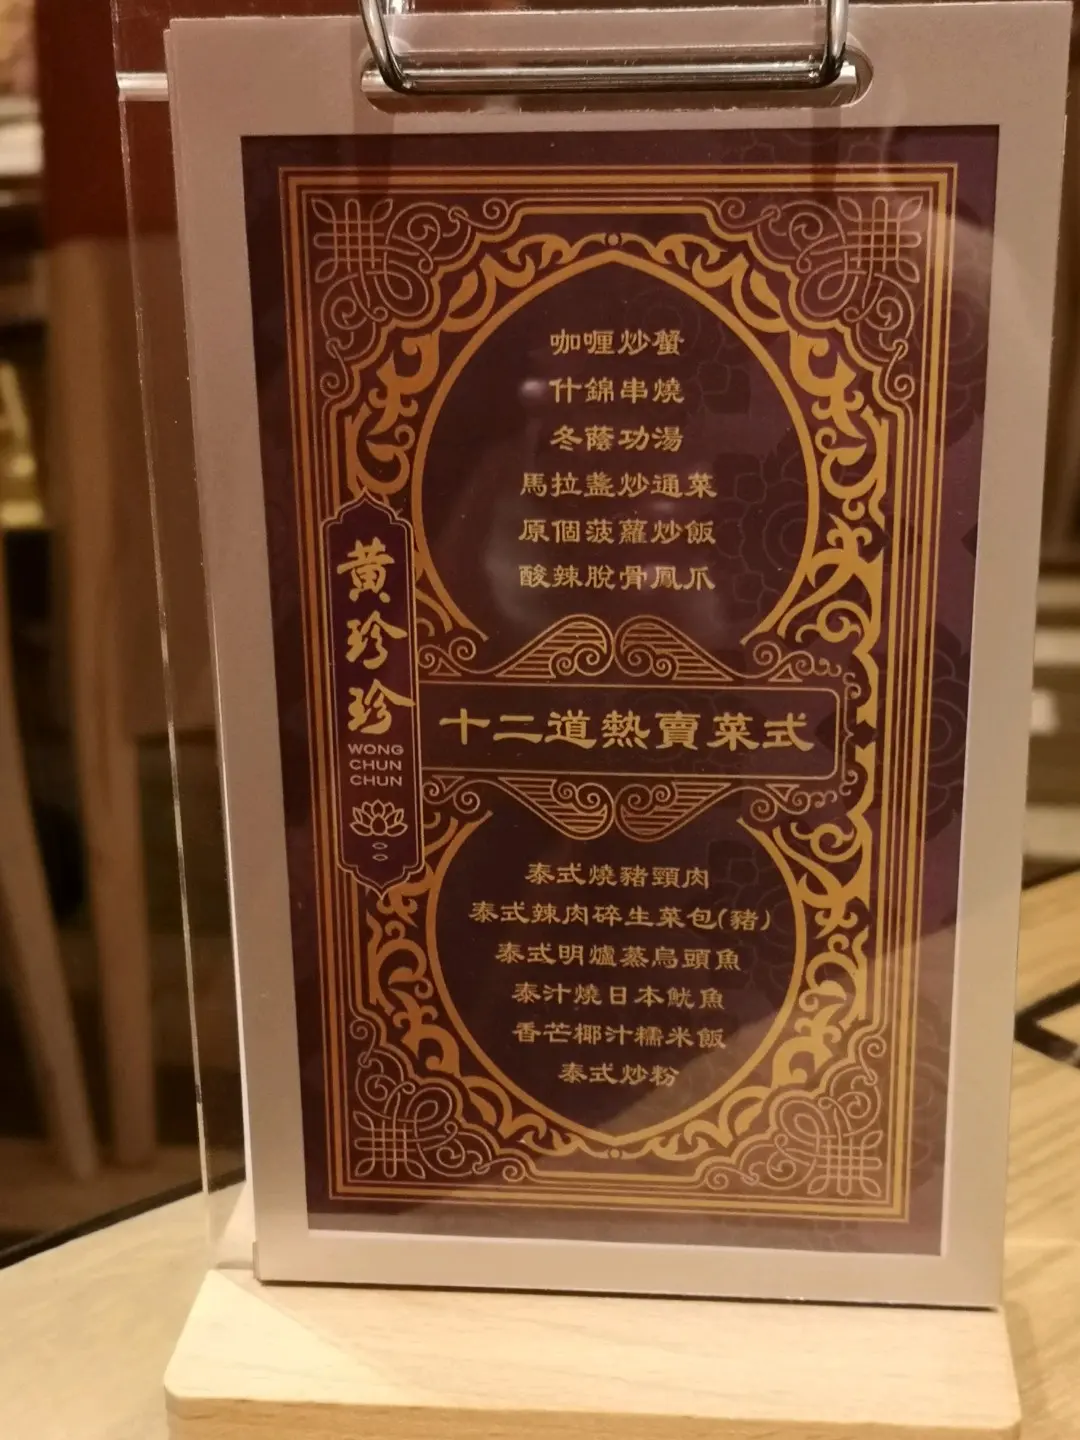 咖喱炒蟹
什錦串燒
冬蔭功湯
馬拉盞炒通菜
原個菠蘿炒飯
酸辣脫骨鳳爪
黃珍珍
WONG
CHUN
CHUN
十二道熱賣菜式
泰式燒豬頸肉
泰式辣肉碎生菜包(豬)
泰式明爐蒸烏頭魚
泰汁燒日本魷魚
香芒椰汁糯米飯
泰式炒粉